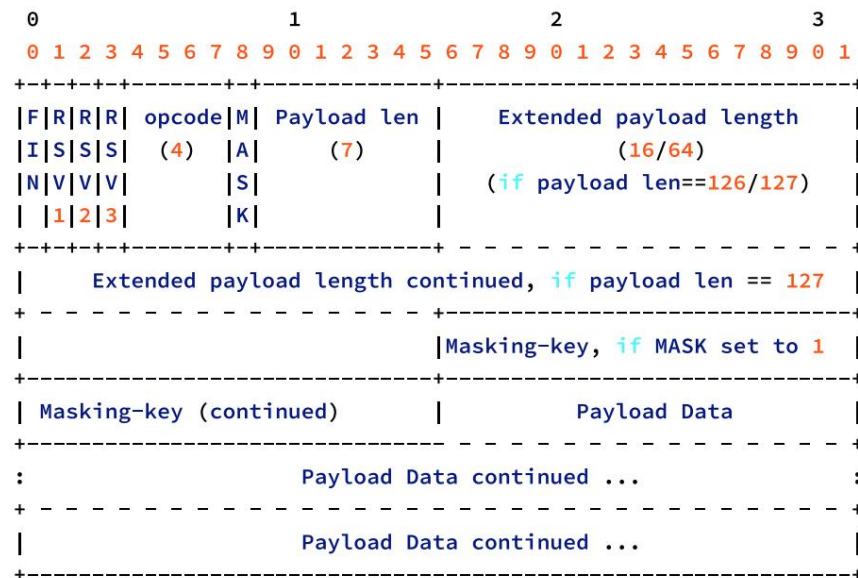 0                   1                   2                   3
 0 1 2 3 4 5 6 7 8 9 0 1 2 3 4 5 6 7 8 9 0 1 2 3 4 5 6 7 8 9 0 1
+-+-+-+-+-------+-+-------------+-------------------------------+
|F|R|R|R| opcode|M| Payload len |    Extended payload length    |
|I|S|S|S|  (4)  |A|     (7)     |             (16/64)           |
|N|V|V|V|       |S|             |   (if payload len==126/127)   |
| |1|2|3|       |K|             |                               |
+-+-+-+-+-------+-+-------------+ - - - - - - - - - - - - - - - +
|     Extended payload length continued, if payload len == 127  |
+ - - - - - - - - - - - - - - - +-------------------------------+
|                               |Masking-key, if MASK set to 1  |
+-------------------------------+-------------------------------+
| Masking-key (continued)       |          Payload Data         |
+-------------------------------- - - - - - - - - - - - - - - - +
:                     Payload Data continued ...                :
+ - - - - - - - - - - - - - - - - - - - - - - - - - - - - - - - +
|                     Payload Data continued ...                |
+---------------------------------------------------------------+